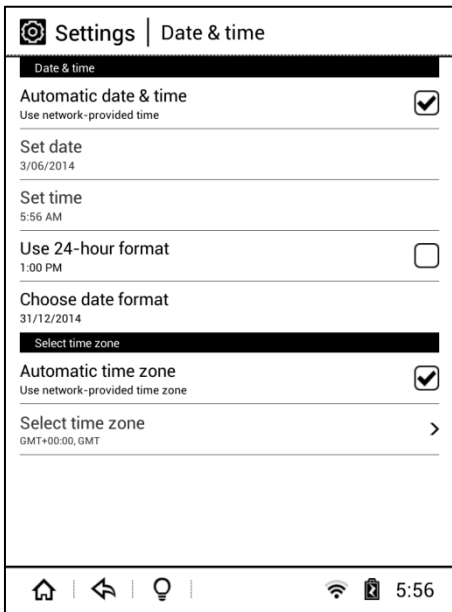 Settings | Date & time
Date & time
Automatic date & time
Use network-provided time
Set date
3/06/2014
Set time
5:56 AM
Use 24-hour format
1:00 PM
Choose date format
31/12/2014
Select time zone
Automatic time zone
Use network-provided time zone
Select time zone
GMT+00:00, GMT
5:56